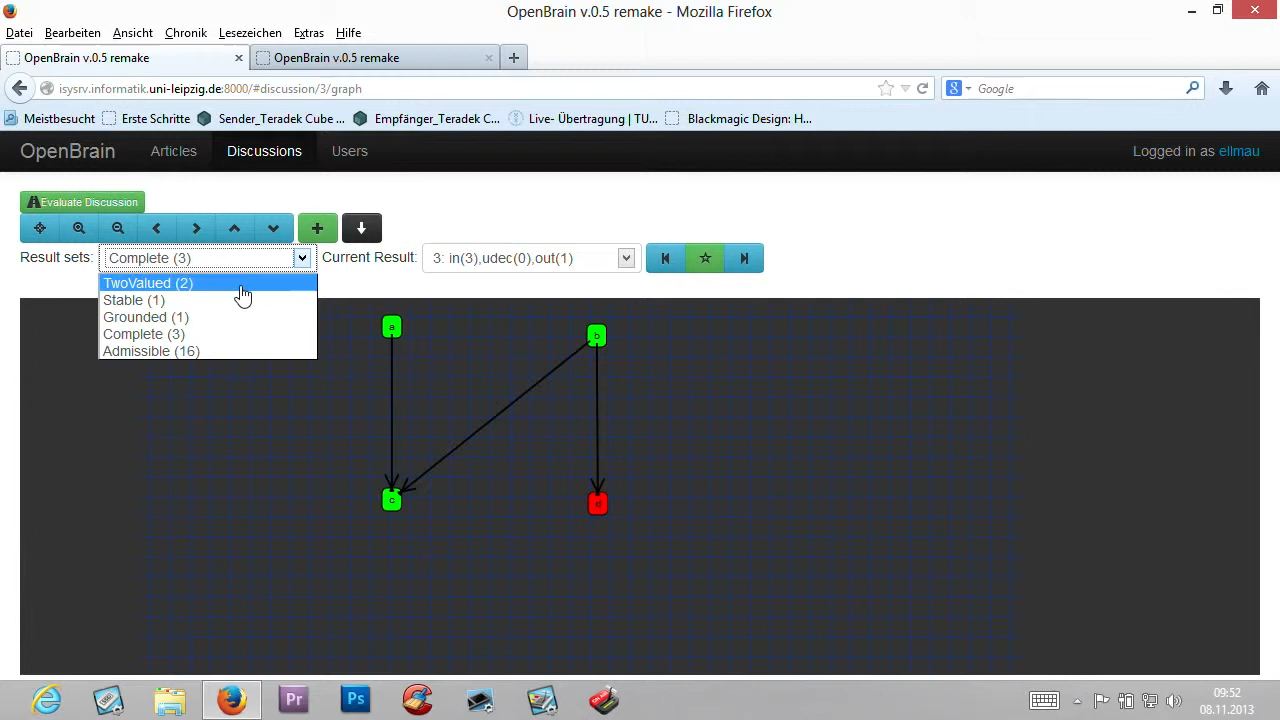 OpenBrain v.0.5 remake - Mozilla Firefox
Datei Bearbeiten Ansicht Chronik Lesezeichen Extras Hilfe
OpenBrain v.0.5 remake × OpenBrain v.0.5 remake ×
isysrv.informatik.uni-leipzig.de:8000/#discussion/3/graph Google
Meistbesucht Erste Schritte Sender_Teradek Cube ... Empfänger_Teradek C... Live- Übertragung | TU... Blackmagic Design: H...
OpenBrain Articles Discussions Users Logged in as ellmau
Evaluate Discussion
Result sets: Complete (3) Current Result: 3: in(3),udec(0),out(1)
TwoValued (2)
Stable (1)
Grounded (1)
Complete (3)
Admissible (16)
a b
c d
Pr Ps
09:52
08.11.2013